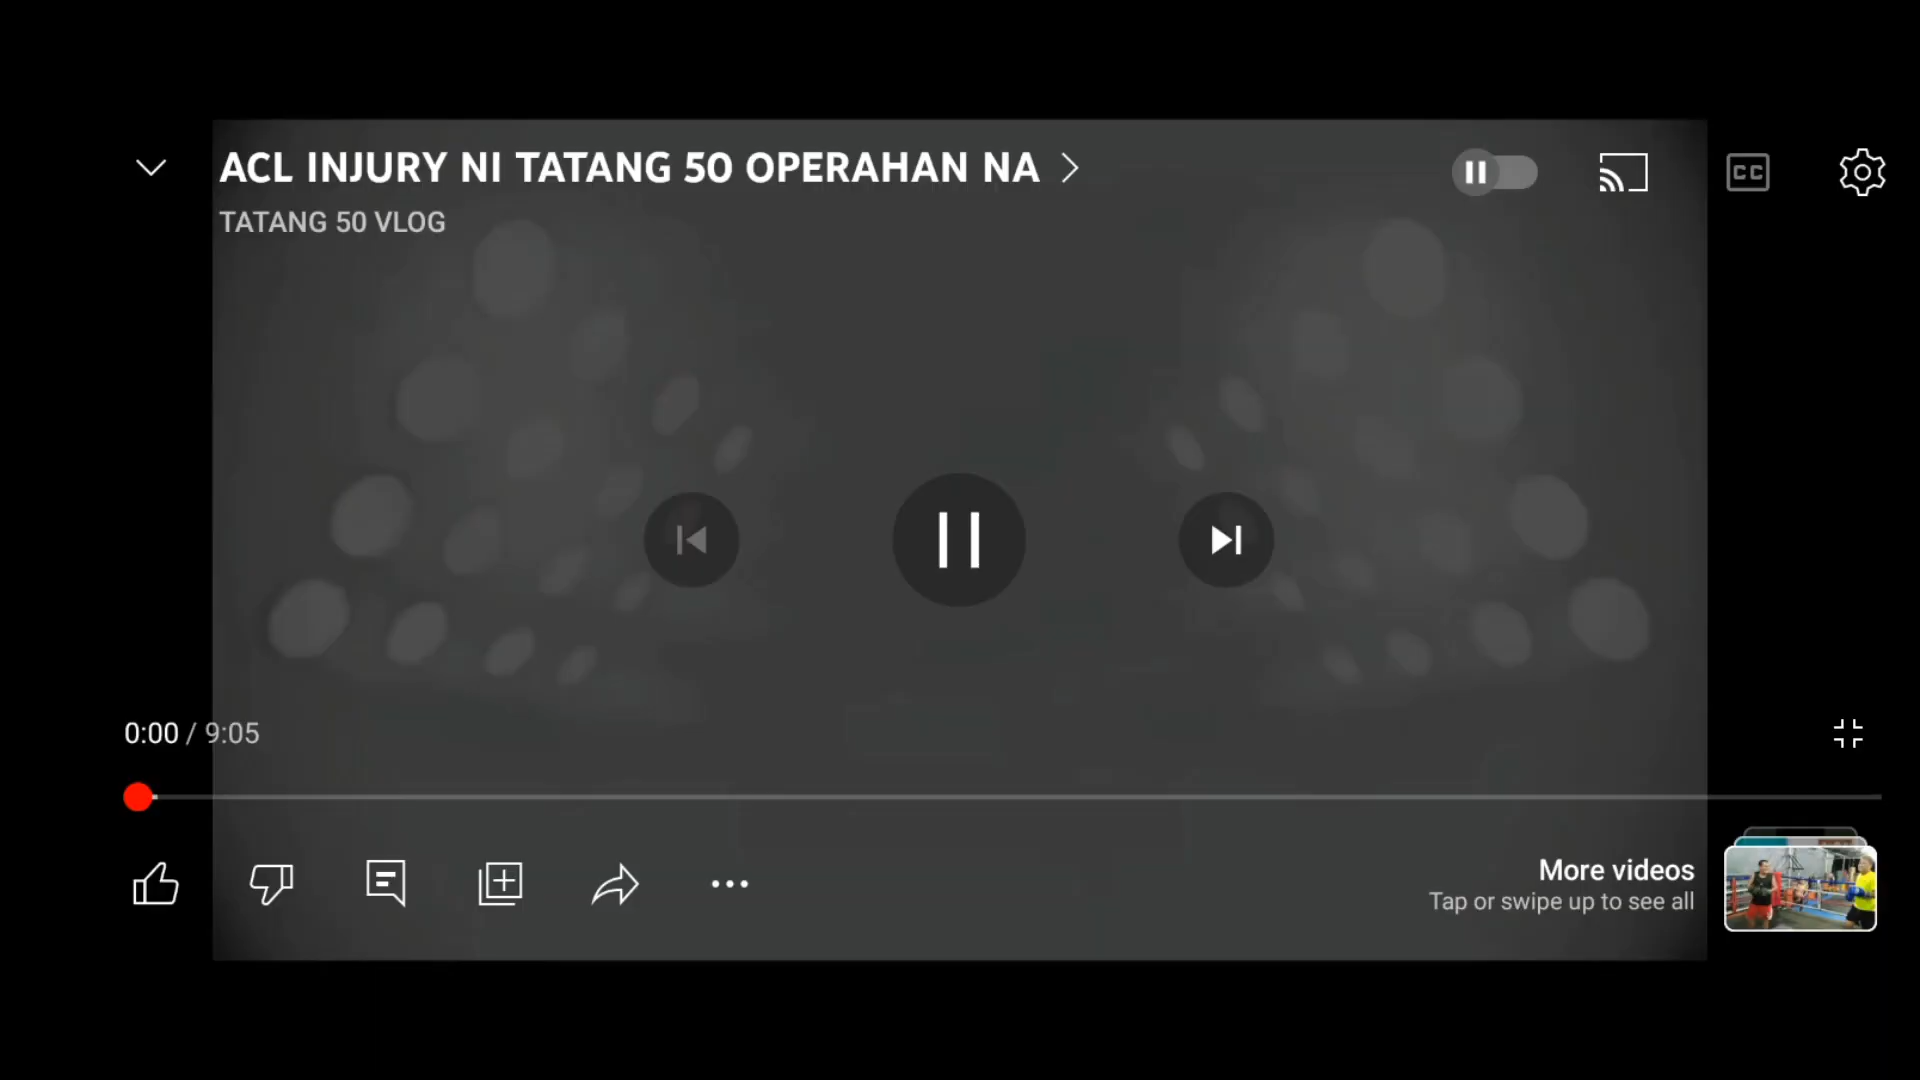 ACL INJURY NI TATANG 50 OPERAHAN NA
TATANG 50 VLOG
CC
0:00 / 9:05
More videos
Tap or swipe up to see all